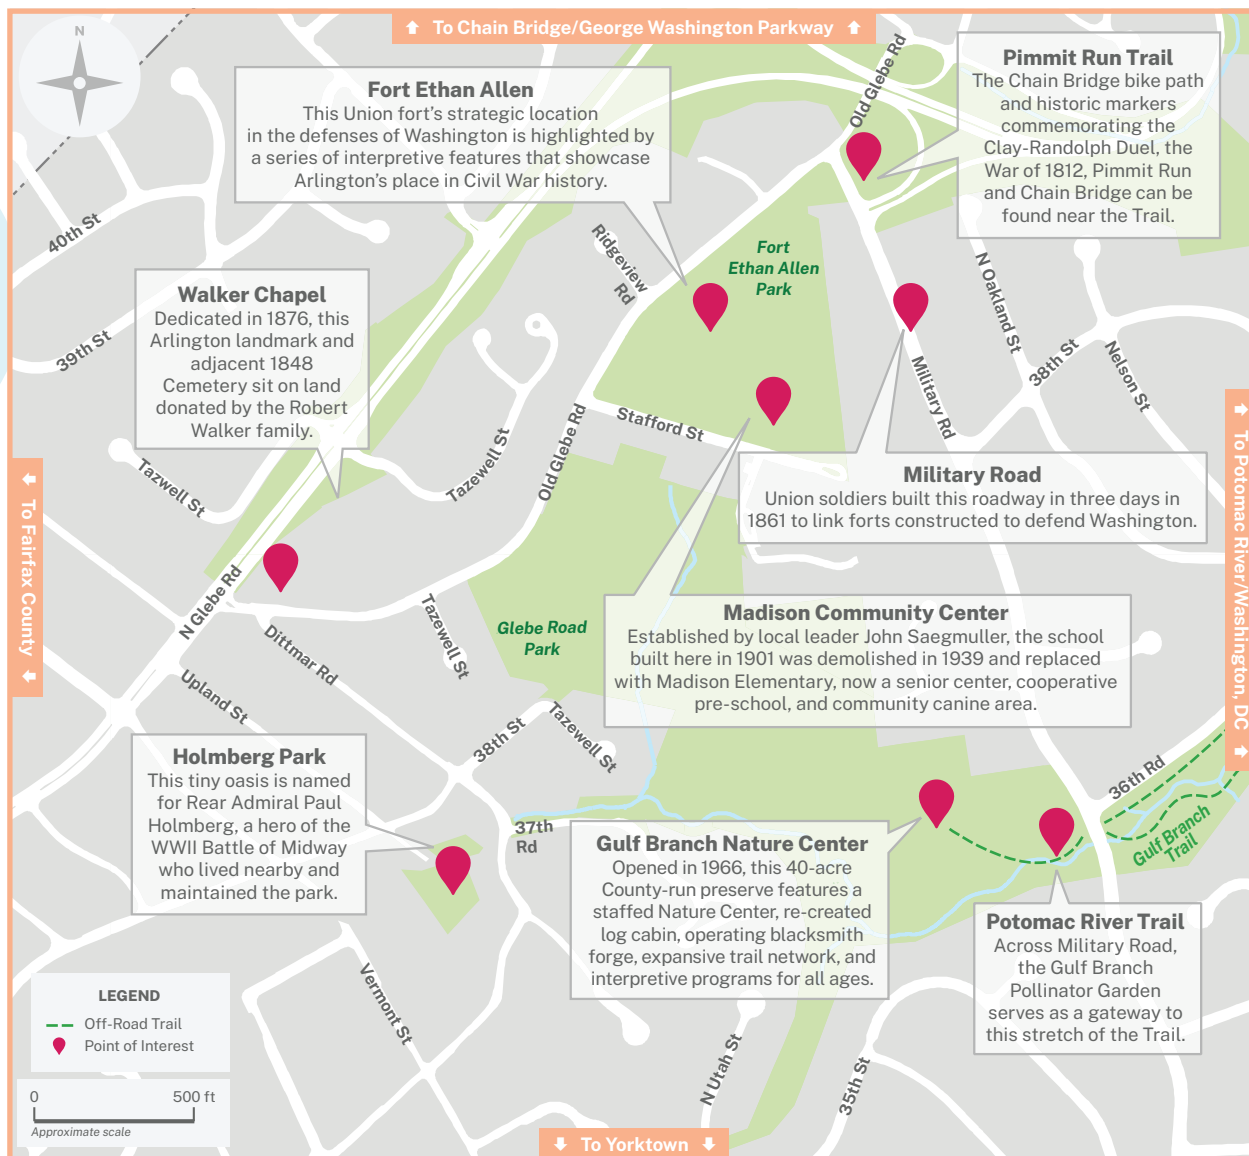 To Chain Bridge/George Washington Parkway
N
Fort Ethan Allen
This Union fort's strategic location
in the defenses of Washington is highlighted by
a series of interpretive features that showcase
Arlington's place in Civil War history.
Old Glebe Rd
Pimmit Run Trail
The Chain Bridge bike path
and historic markers
commemorating the
Clay-Randolph Duel, the
War of 1812, Pimmit Run
and Chain Bridge can be
found near the Trail.
40th St
Ridgeview
Rd
Fort
Ethan Allen
Park
N Oakland St
Walker Chapel
Dedicated in 1876, this
Arlington landmark and
adjacent 1848
Cemetery sit on land
donated by the Robert
Walker family.
39th St
38th St
Nelson St
Military Rd
Stafford St
Old Glebe Rd
Tazewell St
Tazwell St
To Fairfax County
To Potomac River/Washington, DC
Military Road
Union soldiers built this roadway in three days in
1861 to link forts constructed to defend Washington.
N Glebe Rd
Dittmar Rd
Tazewell St
Glebe Road
Park
Madison Community Center
Established by local leader John Saegmuller, the school
built here in 1901 was demolished in 1939 and replaced
with Madison Elementary, now a senior center, cooperative
pre-school, and community canine area.
Upland St
38th St
Tazewell St
Holmberg Park
This tiny oasis is named
for Rear Admiral Paul
Holmberg, a hero of the
WWII Battle of Midway
who lived nearby and
maintained the park.
37th
Rd
36th Rd
Gulf Branch
Trail
Gulf Branch Nature Center
Opened in 1966, this 40-acre
County-run preserve features a
staffed Nature Center, re-created
log cabin, operating blacksmith
forge, expansive trail network, and
interpretive programs for all ages.
Potomac River Trail
Across Military Road,
the Gulf Branch
Pollinator Garden
serves as a gateway to
this stretch of the Trail.
Vermont St
N Utah St
35th St
LEGEND
Off-Road Trail
Point of Interest
0 500 ft
Approximate scale
To Yorktown